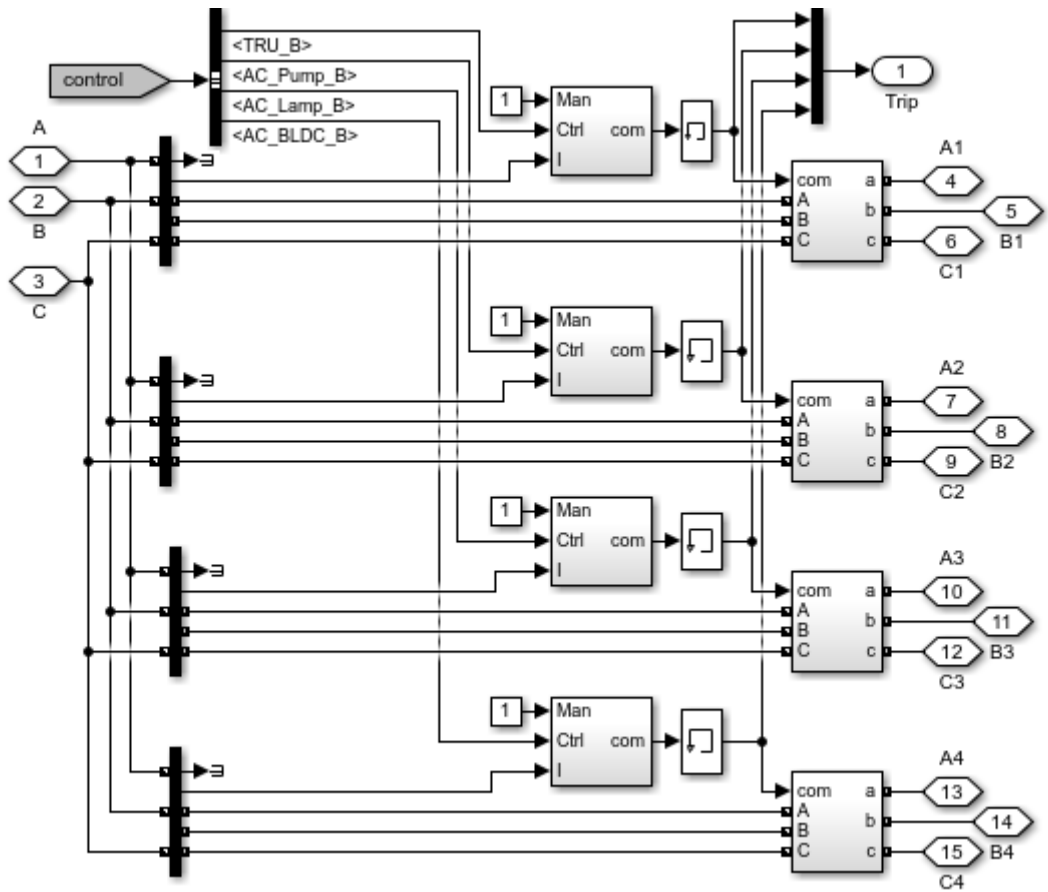 control
<TRU_B>
<AC_Pump_B>
<AC_Lamp_B>
<AC_BLDC_B>
1
Trip
A
1
2
B
3
C
1
Man
Ctrl
com
I
com
a
A
b
B
C
c
A1
4
5
B1
6
C1
1
Man
Ctrl
com
I
com
a
A
b
B
C
c
A2
7
8
B2
9
C2
1
Man
Ctrl
com
I
com
a
A
b
B
C
c
A3
10
11
B3
12
C3
1
Man
Ctrl
com
I
com
a
A
b
B
C
c
A4
13
14
B4
15
C4